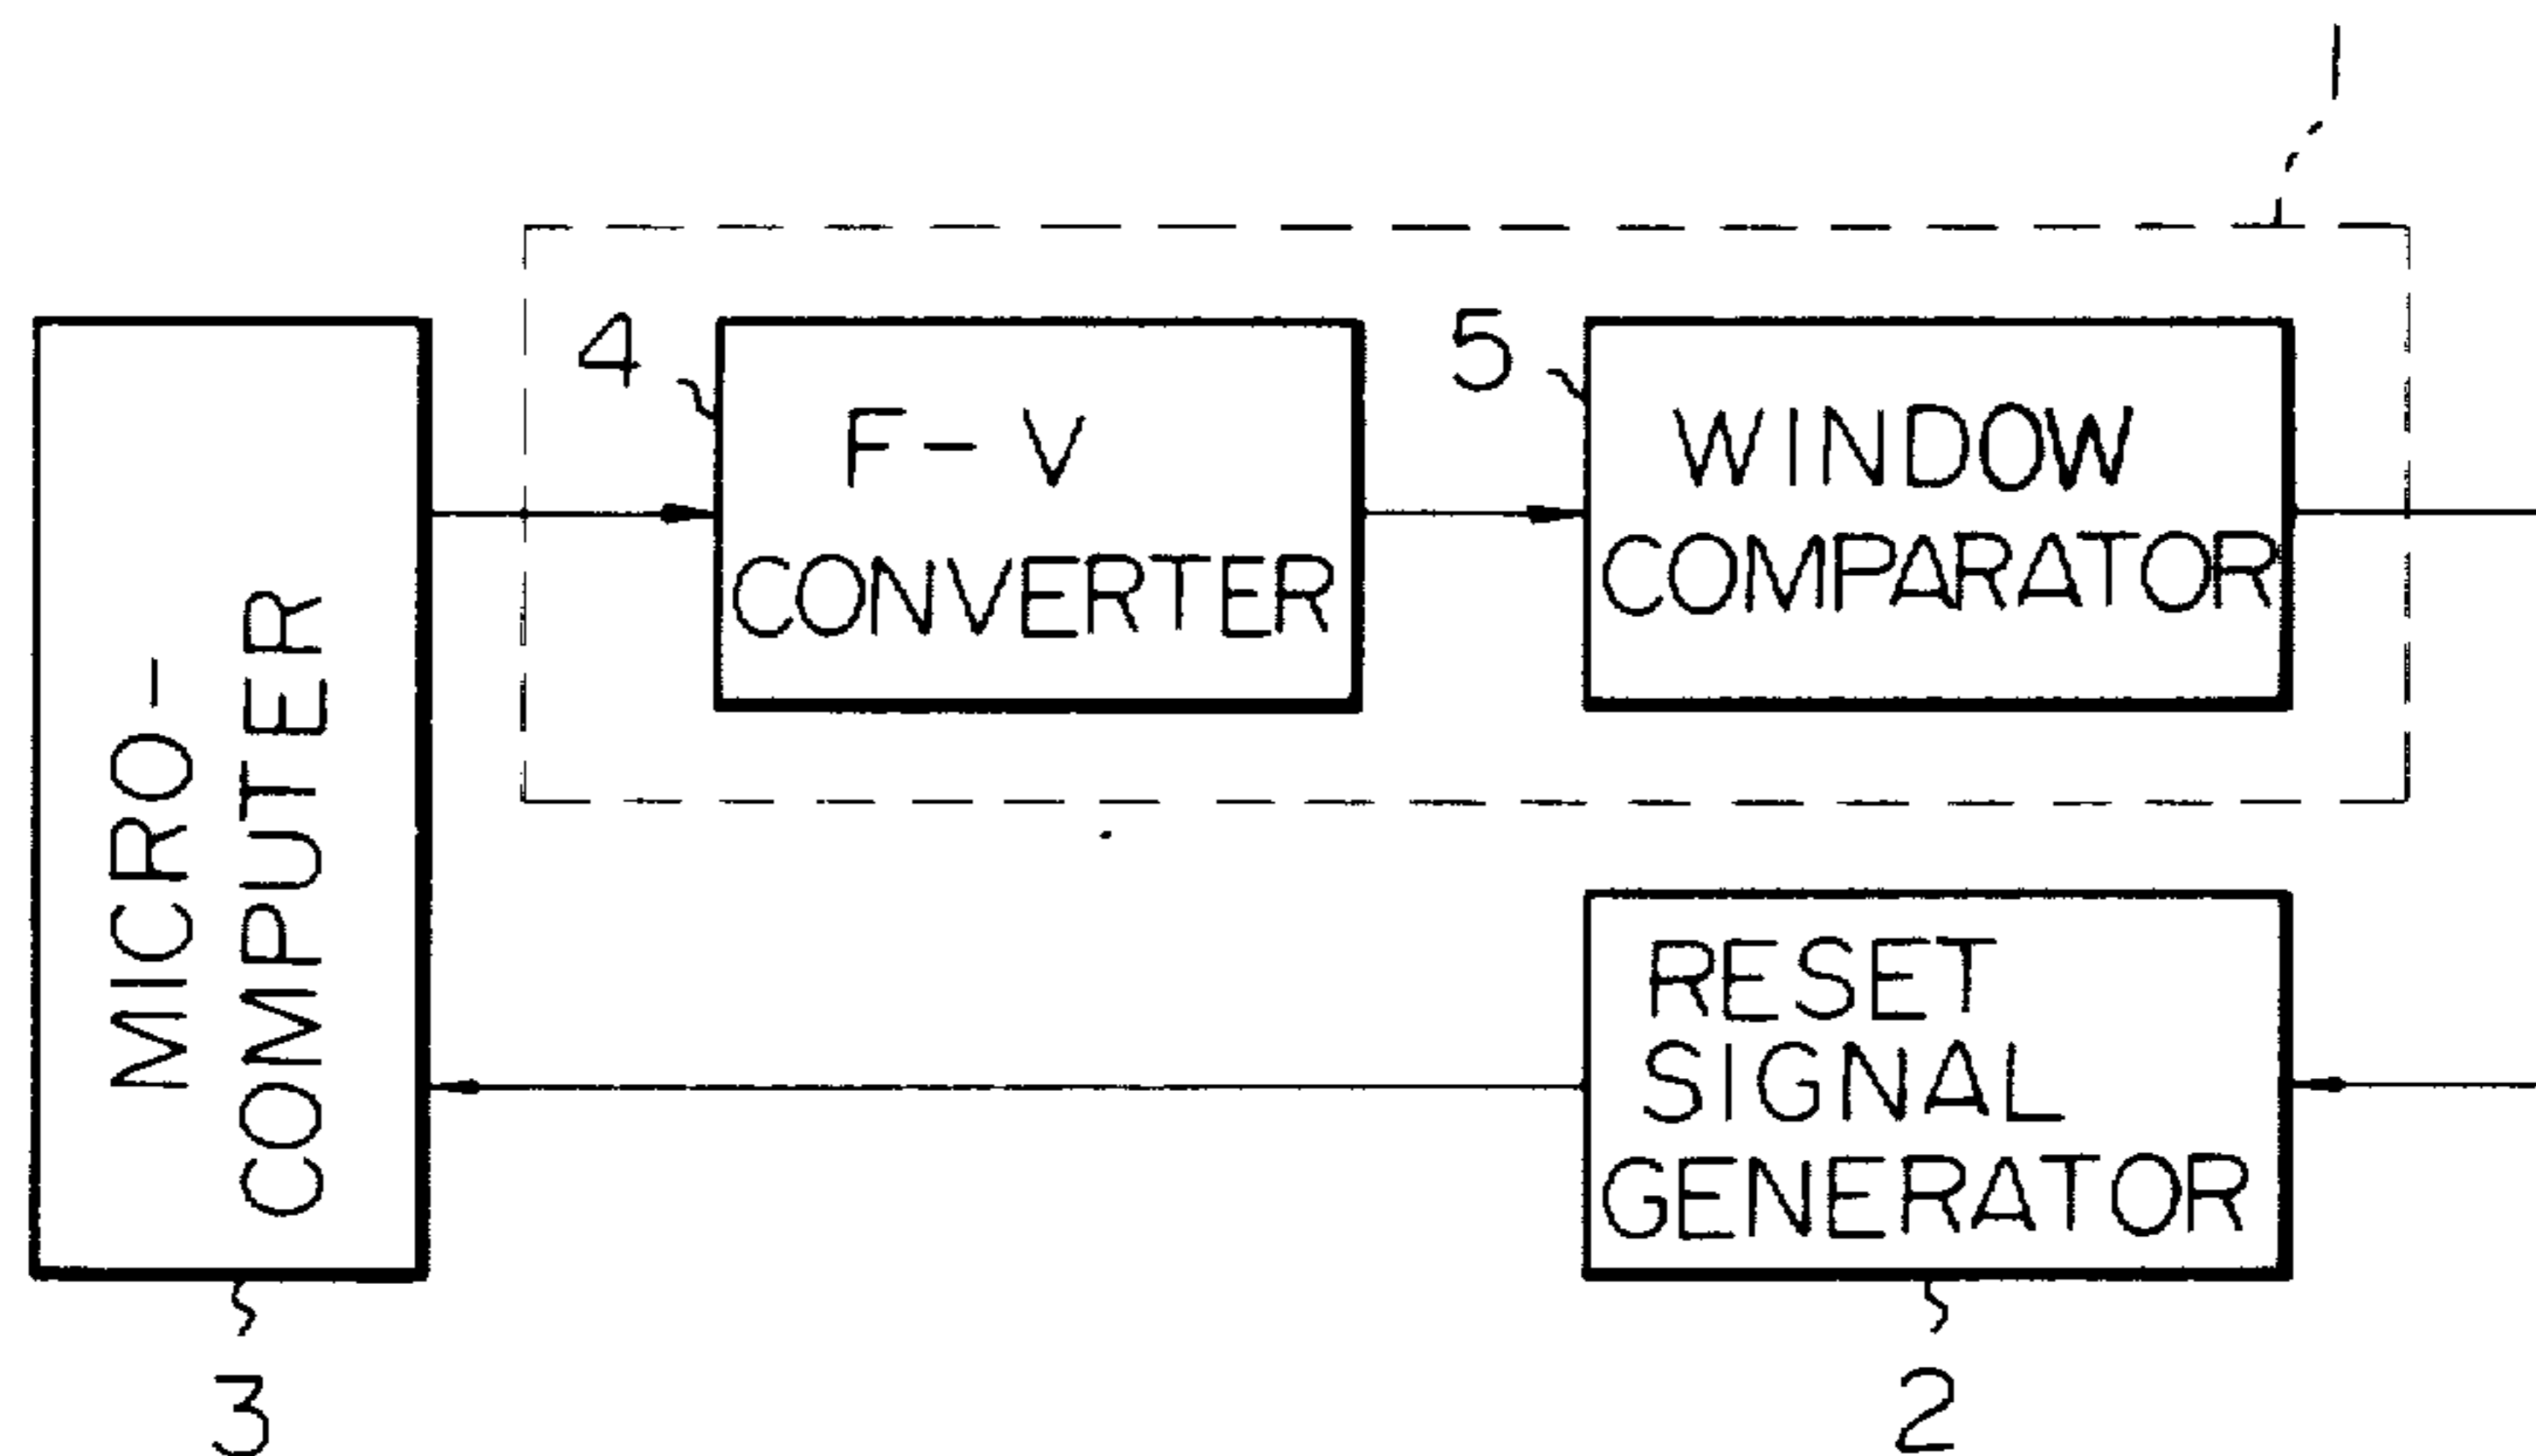 1
4
F-V
CONVERTER
5
WINDOW
COMPARATOR
MICRO-
COMPUTER
RESET
SIGNAL
GENERATOR
3
2